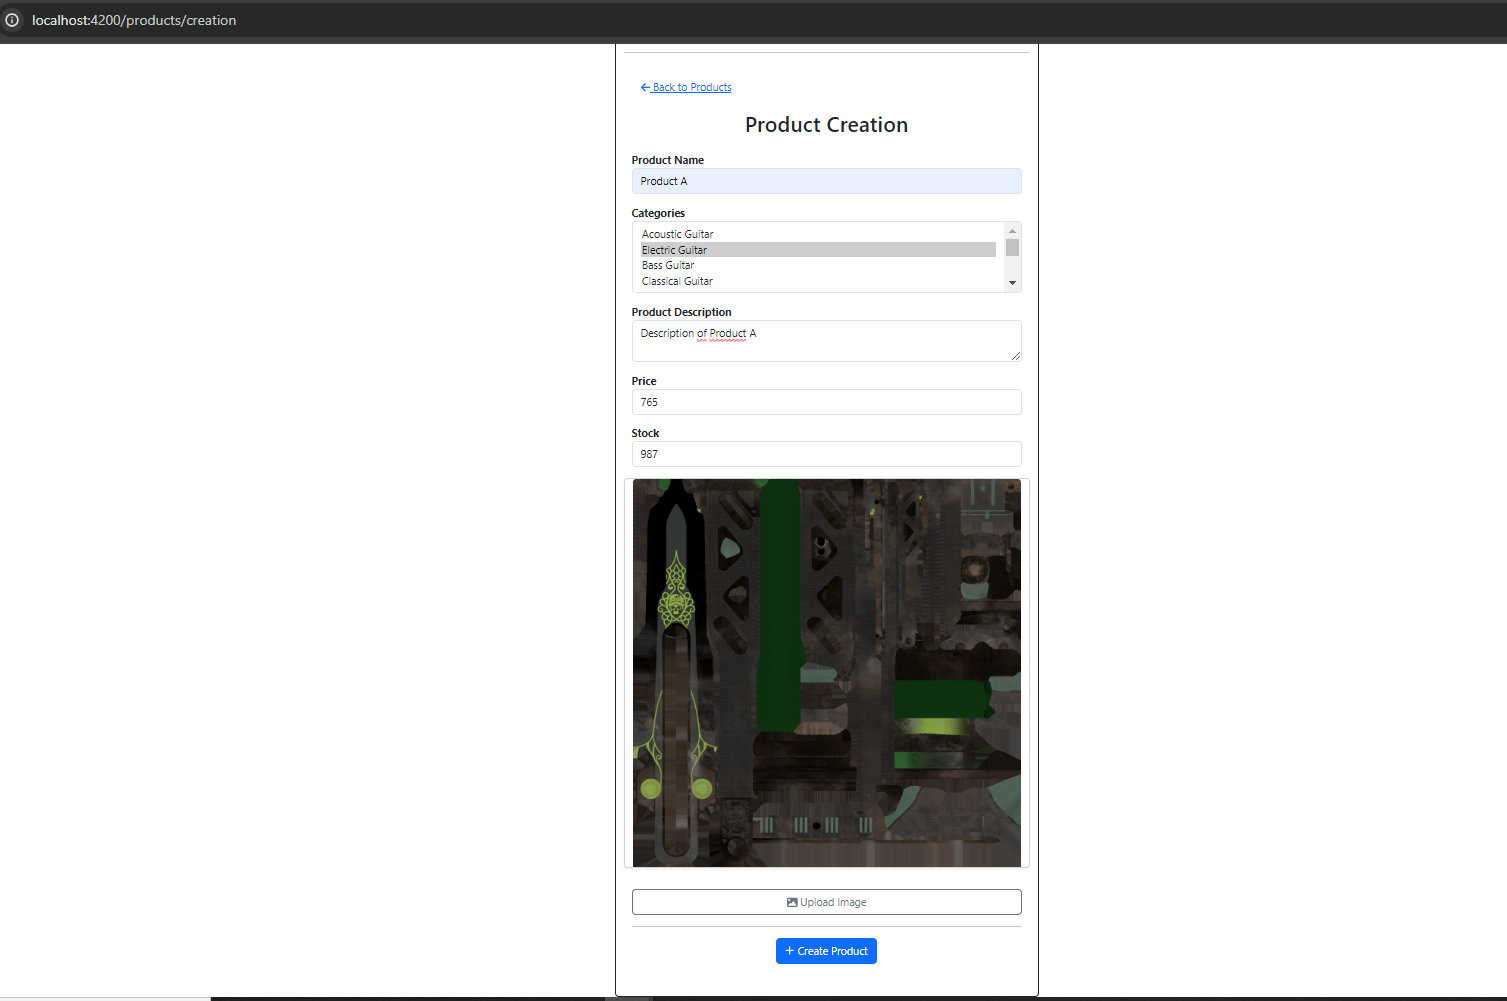 localhost:4200/products/creation
Back to Products
Product Creation
Product Name
Product A
Categories
Acoustic Guitar
Electric Guitar
Bass Guitar
Classical Guitar
Product Description
Description of Product A
Price
765
Stock
987
Upload Image
+ Create Product